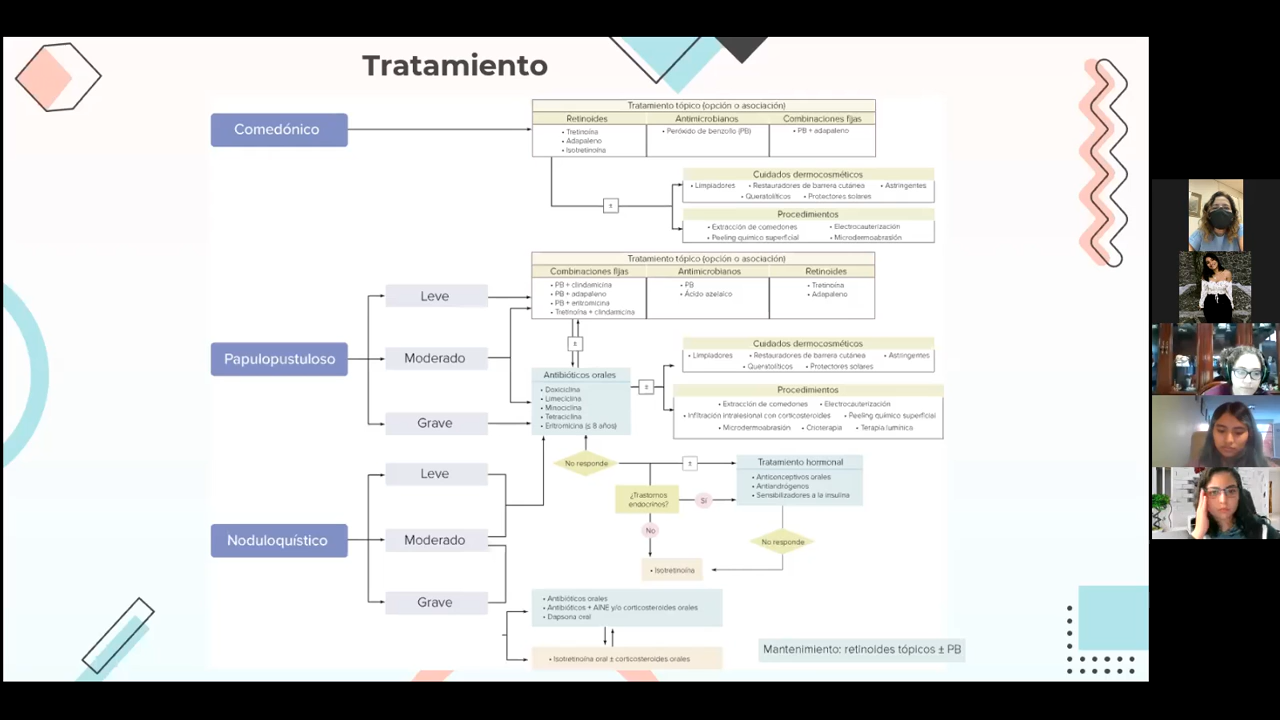 Tratamiento
Comedónico
Tratamiento tópico (opción o asociación)
Retinoides
Antimicrobianos
Combinaciones fijas
• Tretinoína
• Adapaleno
• Isotretinoína
• Peróxido de benzoílo (PB)
• PB + adapaleno
±
Cuidados dermocosméticos
• Limpiadores • Restauradores de barrera cutánea • Astringentes
• Queratolíticos • Protectores solares
Procedimientos
• Extracción de comedones • Electrocauterización
• Peeling químico superficial • Microdermoabrasión
Papulopustuloso
Leve
Moderado
Grave
Tratamiento tópico (opción o asociación)
Combinaciones fijas
Antimicrobianos
Retinoides
• PB + clindamicina
• PB + adapaleno
• PB + eritromicina
• Tretinoína + clindamicina
• PB
• Ácido azelaico
• Tretinoína
• Adapaleno
±
Antibióticos orales
• Doxiciclina
• Limeciclina
• Minociclina
• Tetraciclina
• Eritromicina (≤ 8 años)
±
Cuidados dermocosméticos
• Limpiadores • Restauradores de barrera cutánea • Astringentes
• Queratolíticos • Protectores solares
Procedimientos
• Extracción de comedones • Electrocauterización
• Infiltración intralesional con corticosteroides • Peeling químico superficial
• Microdermoabrasión • Crioterapia • Terapia lumínica
Noduloquístico
Leve
Moderado
Grave
No responde
±
Tratamiento hormonal
• Anticonceptivos orales
• Antiandrógenos
• Sensibilizadores a la insulina
¿Trastornos
endocrinos?
Sí
No
No responde
• Isotretinoína
• Antibióticos orales
• Antibióticos + AINE y/o corticosteroides orales
• Dapsona oral
• Isotretinoína oral ± corticosteroides orales
Mantenimiento: retinoides tópicos ± PB